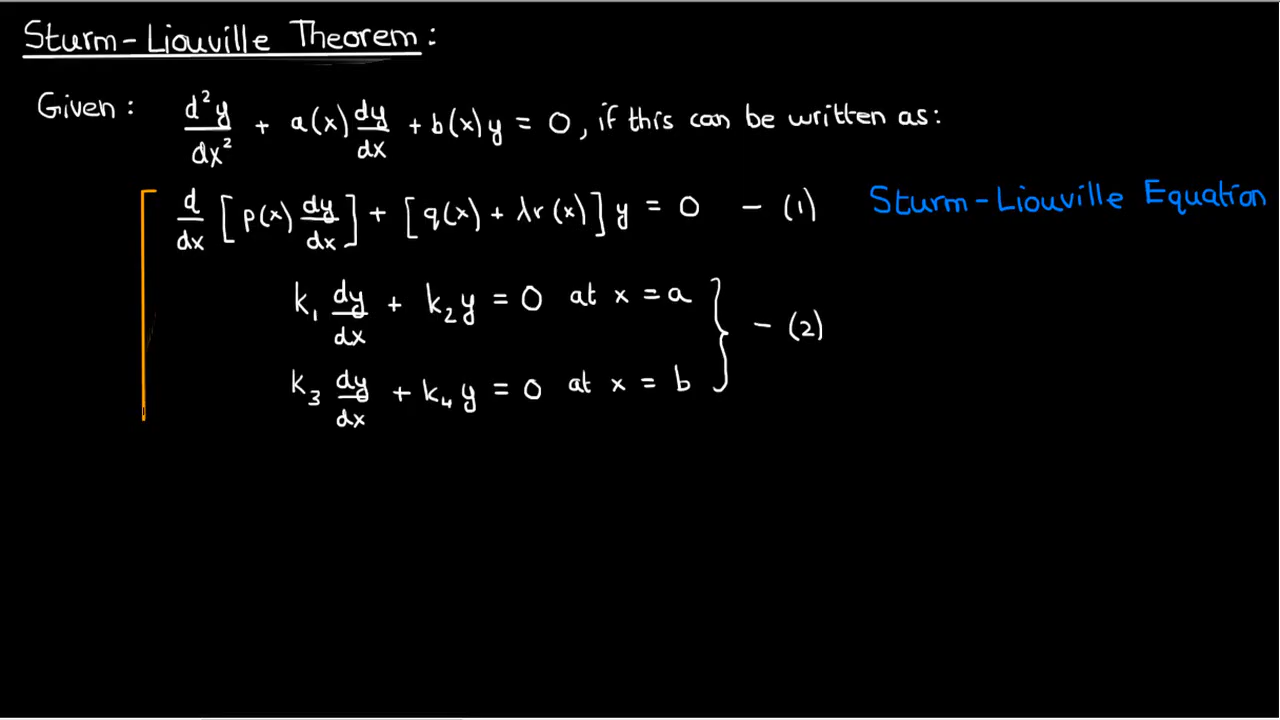 Sturm-Liouville Theorem:
Given: d²y/dx² + a(x) dy/dx + b(x)y = 0, if this can be written as:
d/dx [p(x) dy/dx] + [q(x) + λr(x)] y = 0 - (1) Sturm-Liouville Equation
k₁ dy/dx + k₂y = 0 at x = a
- (2)
k₃ dy/dx + k₄y = 0 at x = b